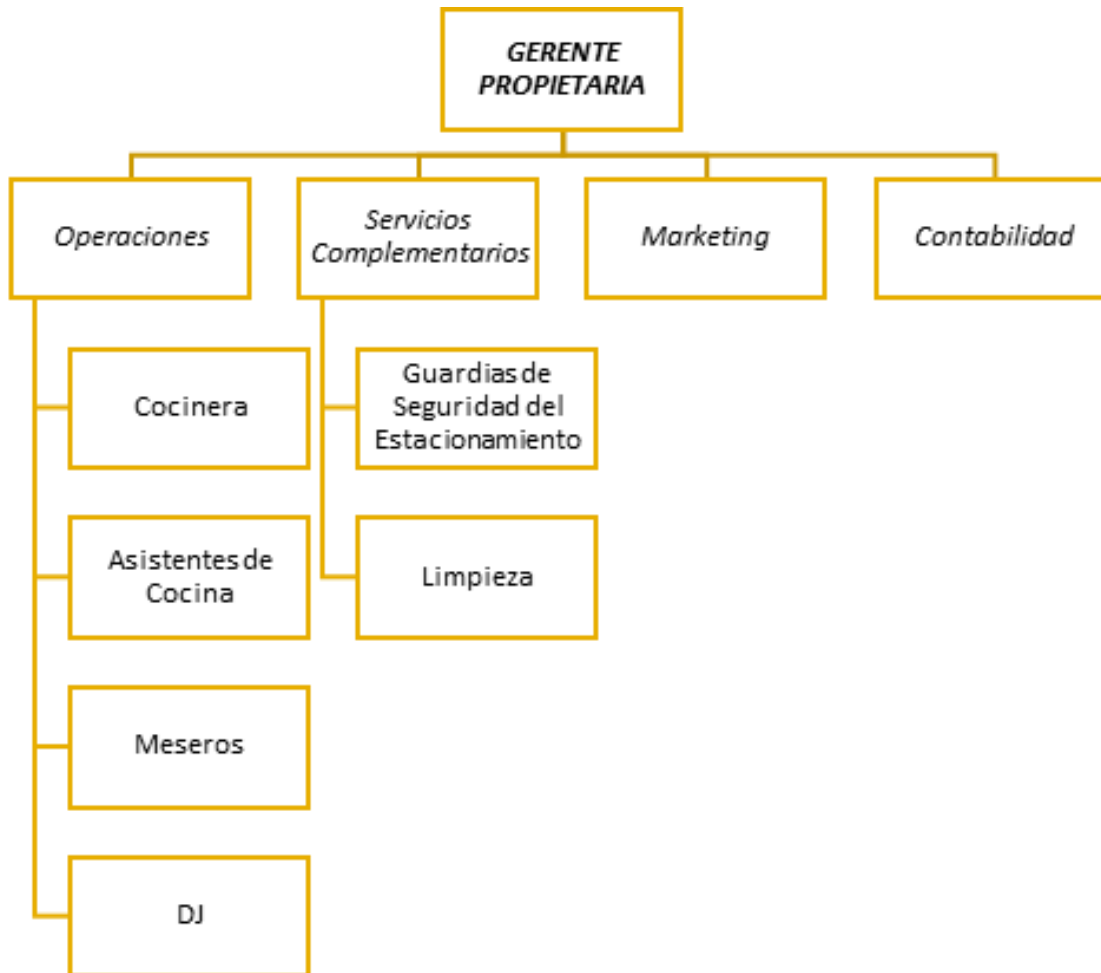 GERENTE
PROPIETARIA
Operaciones
Servicios
Complementarios
Marketing
Contabilidad
Cocinera
Asistentes de
Cocina
Meseros
DJ
Guardias de
Seguridad del
Estacionamiento
Limpieza